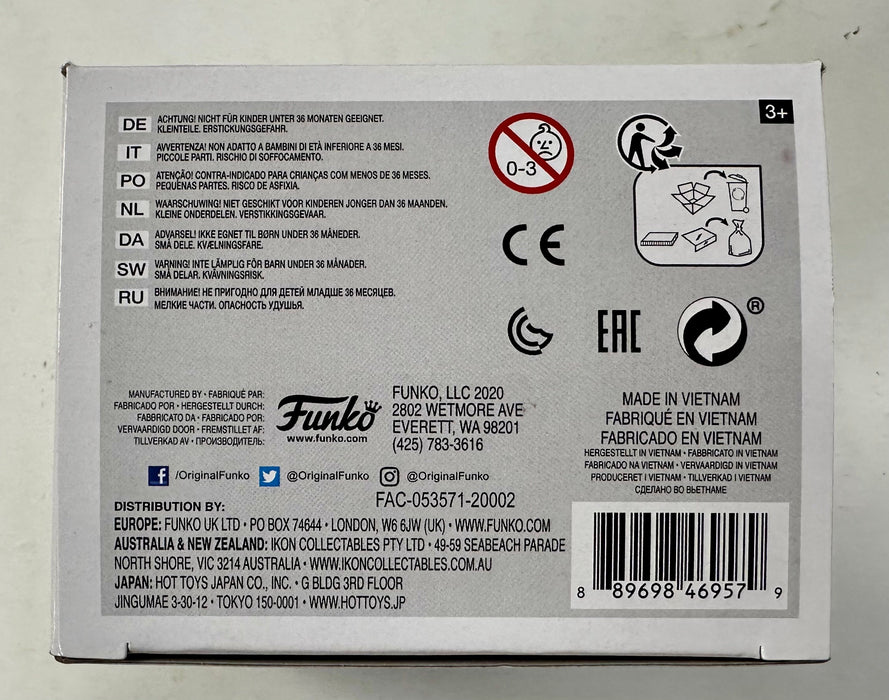 3+
DE ACHTUNG! NICHT FÜR KINDER UNTER 36 MONATEN GEEIGNET.
KLEINTEILE. ERSTICKUNGSGEFAHR.
IT AVVERTENZA! NON ADATTO A BAMBINI DI ETÀ INFERIORE A 36 MESI.
PICCOLE PARTI. RISCHIO DI SOFFOCAMENTO.
PO ATENÇÃO! CONTRA-INDICADO PARA CRIANÇAS COM MENOS DE 36 MESES.
PEQUENAS PARTES. RISCO DE ASFIXIA.
NL WAARSCHUWING! NIET GESCHIKT VOOR KINDEREN JONGER DAN 36 MAANDEN.
KLEINE ONDERDELEN. VERSTIKKINGSGEVAAR.
DA ADVARSEL! IKKE EGNET TIL BØRN UNDER 36 MÅNEDER.
SMÅ DELE. KVÆLNINGSFARE.
SW VARNING! INTE LÄMPLIG FÖR BARN UNDER 36 MÅNADER.
SMÅ DELAR. KVÄVNINGSRISK.
RU ВНИМАНИЕ! НЕ ПРИГОДНО ДЛЯ ДЕТЕЙ МЛАДШЕ 36 МЕСЯЦЕВ.
МЕЛКИЕ ЧАСТИ. ОПАСНОСТЬ УДУШЬЯ.
0-3
CE
EAC
®
MANUFACTURED BY • FABRIQUÉ PAR:
FABRICADO POR • HERGESTELLT DURCH:
FABBRICATO DA • FABRICADO POR:
VERVAARDIGD DOOR • FREMSTILLET AF:
TILLVERKAD AV • ПРОИЗВОДИТЕЛЬ:
Funko
www.funko.com
FUNKO, LLC 2020
2802 WETMORE AVE
EVERETT, WA 98201
(425) 783-3616
MADE IN VIETNAM
FABRIQUÉ EN VIETNAM
FABRICADO EN VIETNAM
HERGESTELLT IN VIETNAM • FABBRICATO IN VIETNAM
FABRICADO NA VIETNAM • VERVAARDIGD IN VIETNAM
PRODUCERET I VIETNAM • TILLVERKAD I VIETNAM
СДЕЛАНО ВО ВЬЕТНАМЕ
/OriginalFunko @OriginalFunko @OriginalFunko
FAC-053571-20002
DISTRIBUTION BY:
EUROPE: FUNKO UK LTD • PO BOX 74644 • LONDON, W6 6JW (UK) • WWW.FUNKO.COM
AUSTRALIA & NEW ZEALAND: IKON COLLECTABLES PTY LTD • 49-59 SEABEACH PARADE
NORTH SHORE, VIC 3214 AUSTRALIA • WWW.IKONCOLLECTABLES.COM.AU
JAPAN: HOT TOYS JAPAN CO., INC. • G BLDG 3RD FLOOR
JINGUMAE 3-30-12 • TOKYO 150-0001 • WWW.HOTTOYS.JP
8 89698 46957 9